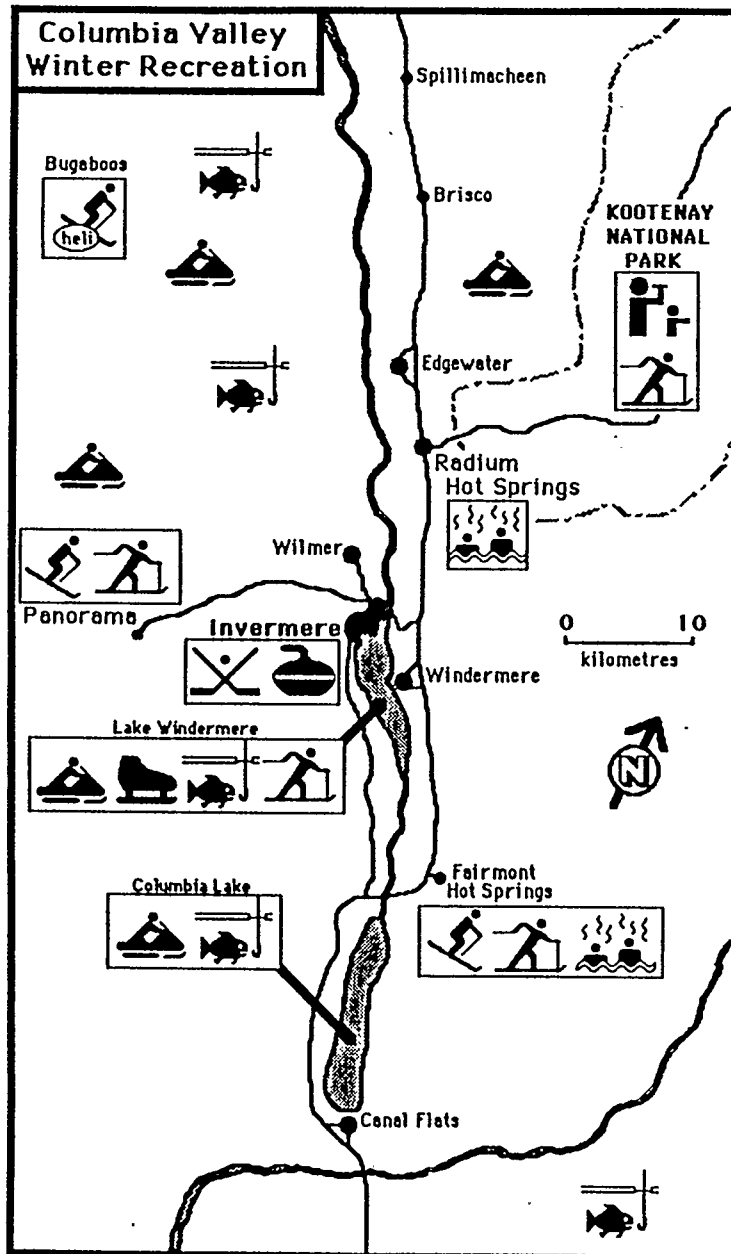 Columbia Valley
Winter Recreation
Spillimacheen
Bugaboos
heli
Brisco
KOOTENAY
NATIONAL
PARK
Edgewater
Radium
Hot Springs
Wilmer
Panorama
Invermere
0 10
kilometres
Windermere
Lake Windermere
N
Fairmont
Hot Springs
Columbia Lake
Canal Flats